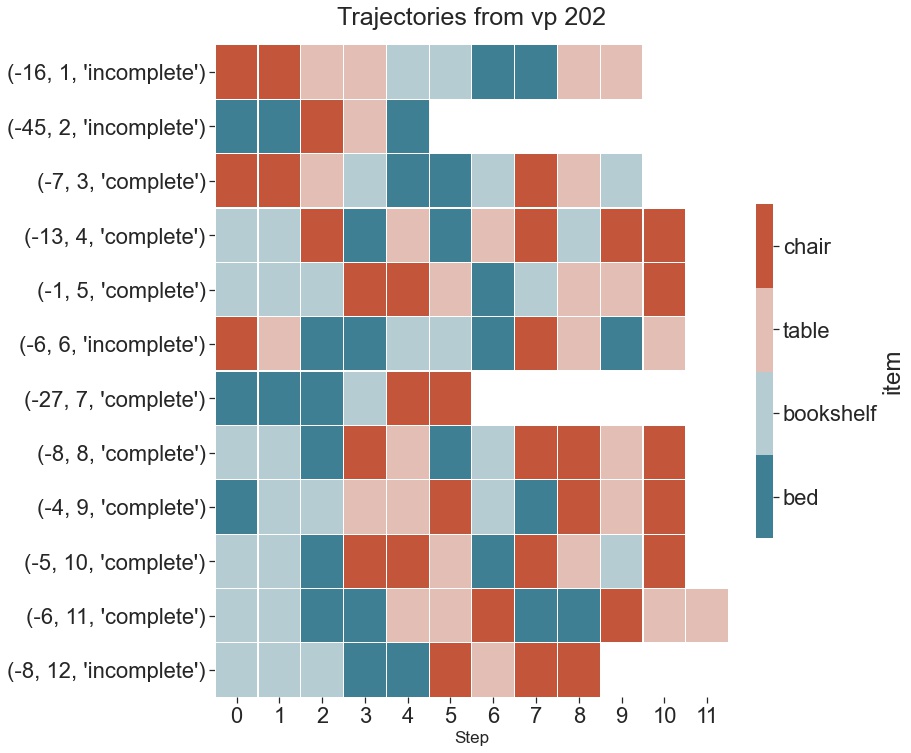 Trajectories from vp 202
(-16, 1, 'incomplete')
(-45, 2, 'incomplete')
(-7, 3, 'complete')
(-13, 4, 'complete')
(-1, 5, 'complete')
(-6, 6, 'incomplete')
(-27, 7, 'complete')
(-8, 8, 'complete')
(-4, 9, 'complete')
(-5, 10, 'complete')
(-6, 11, 'complete')
(-8, 12, 'incomplete')
0 1 2 3 4 5 6 7 8 9 10 11
Step
chair
table
bookshelf
bed
item